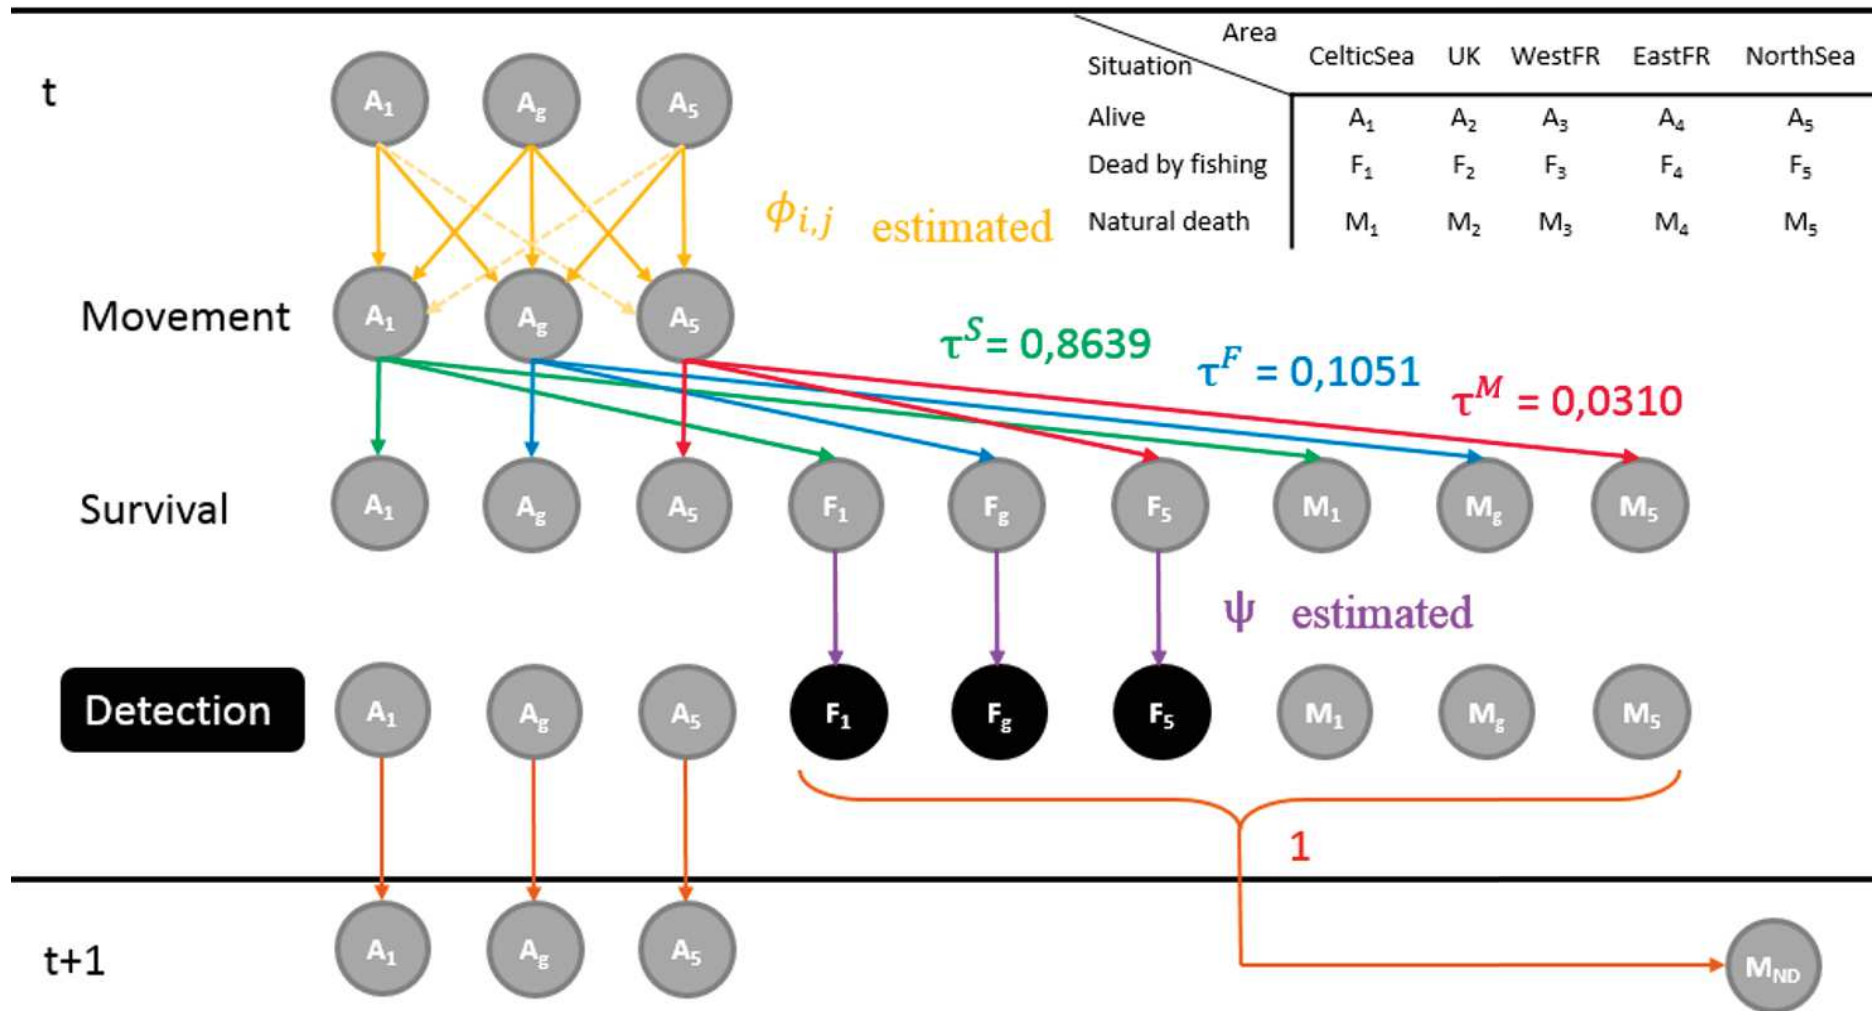 Area
Situation CelticSea UK WestFR EastFR NorthSea
Alive A1 A2 A3 A4 A5
Dead by fishing F1 F2 F3 F4 F5
Natural death M1 M2 M3 M4 M5
t A1 Ag A5
ϕi,j estimated
Movement A1 Ag A5
τS= 0,8639
τF = 0,1051
τM = 0,0310
Survival A1 Ag A5 F1 Fg F5 M1 Mg M5
ψ estimated
Detection A1 Ag A5 F1 Fg F5 M1 Mg M5
1
t+1 A1 Ag A5 MND